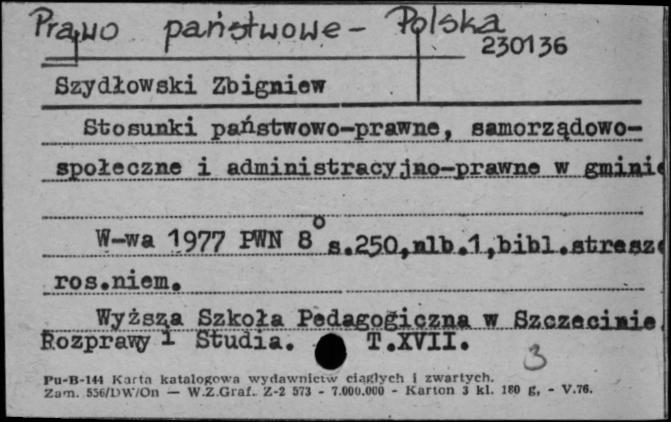 Prawo państwowe - Polska
230136
Szydłowski Zbigniew
Stosunki państwowo-prawne, samorządowo-
społeczne i administracyjno-prawne w gminie
W-wa 1977 PWN 8° s.250,nlb.1,bibl.stresz
ros.niem.
Wyższa Szkoła Pedagogiczna w Szczecinie.
Rozprawy i Studia. T.XVII.
3
Pu-B-144 Karta katalogowa wydawnictw ciągłych i zwartych.
Zam. 556/DW/On — W.Z.Graf. Z-2 573 - 7.000.000 - Karton 3 kl. 180 g, - V.76.